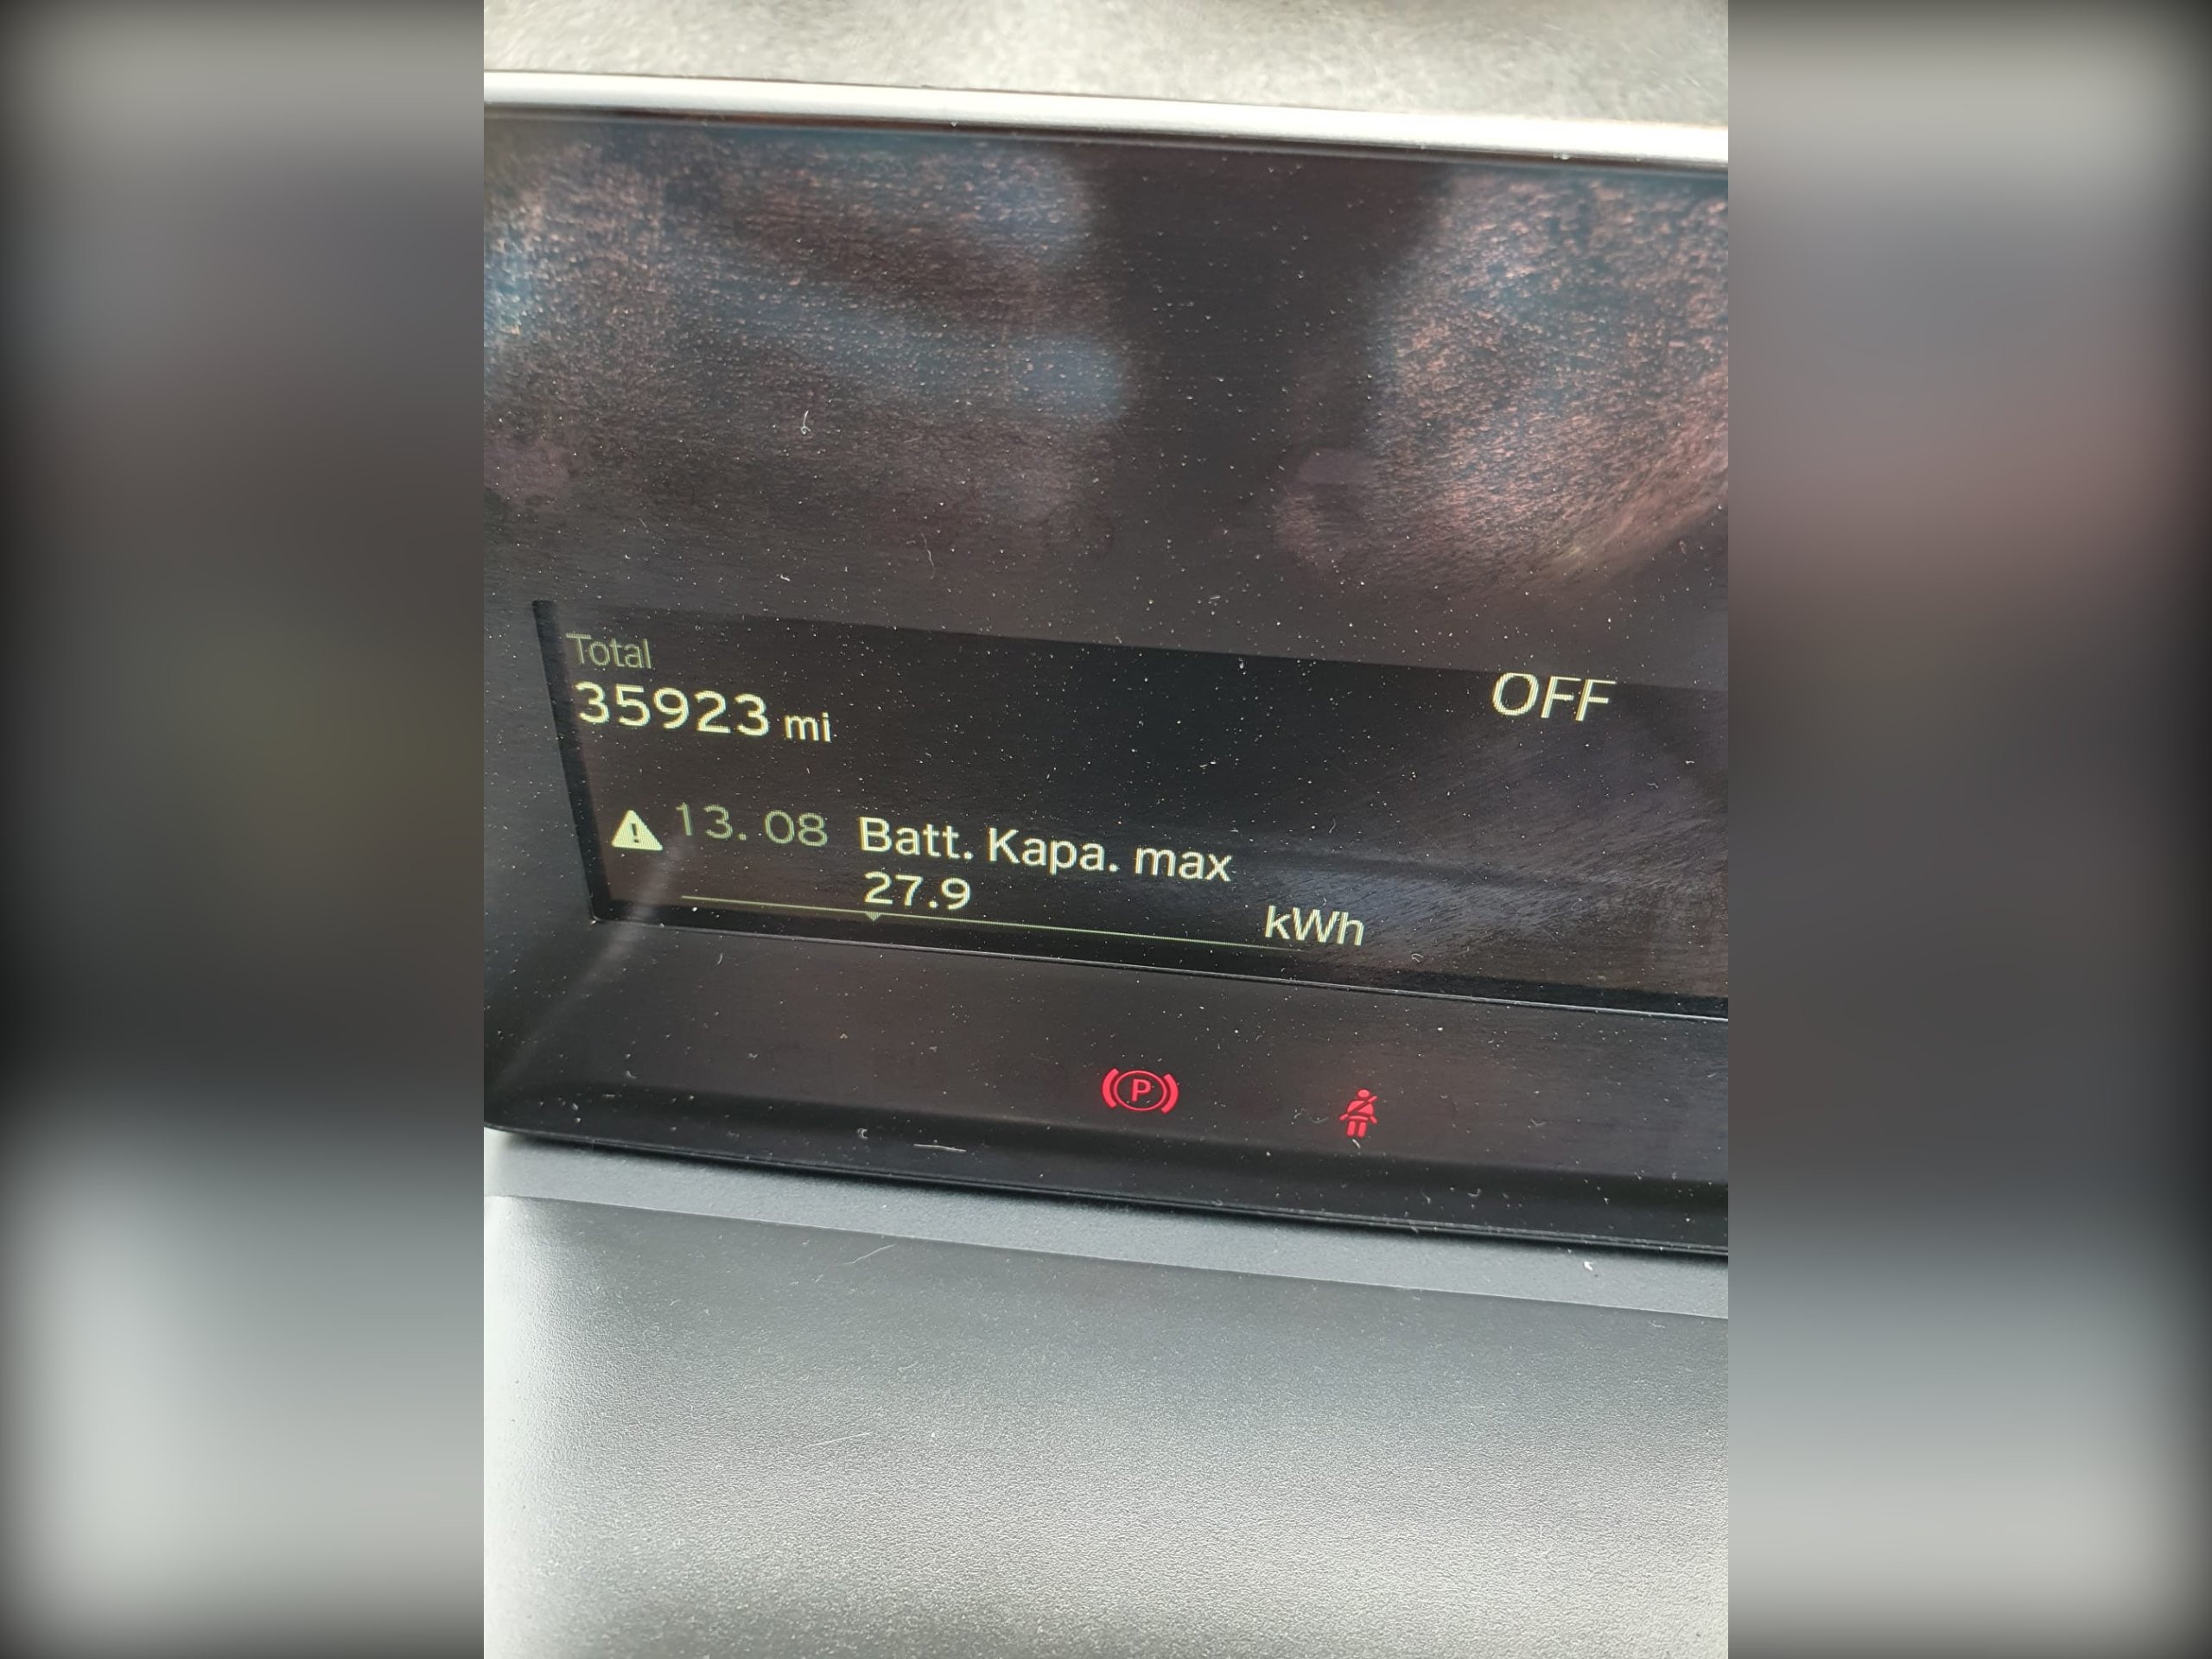 Total
35923 mi
OFF
13. 08 Batt. Kapa. max
27.9
kWh
P